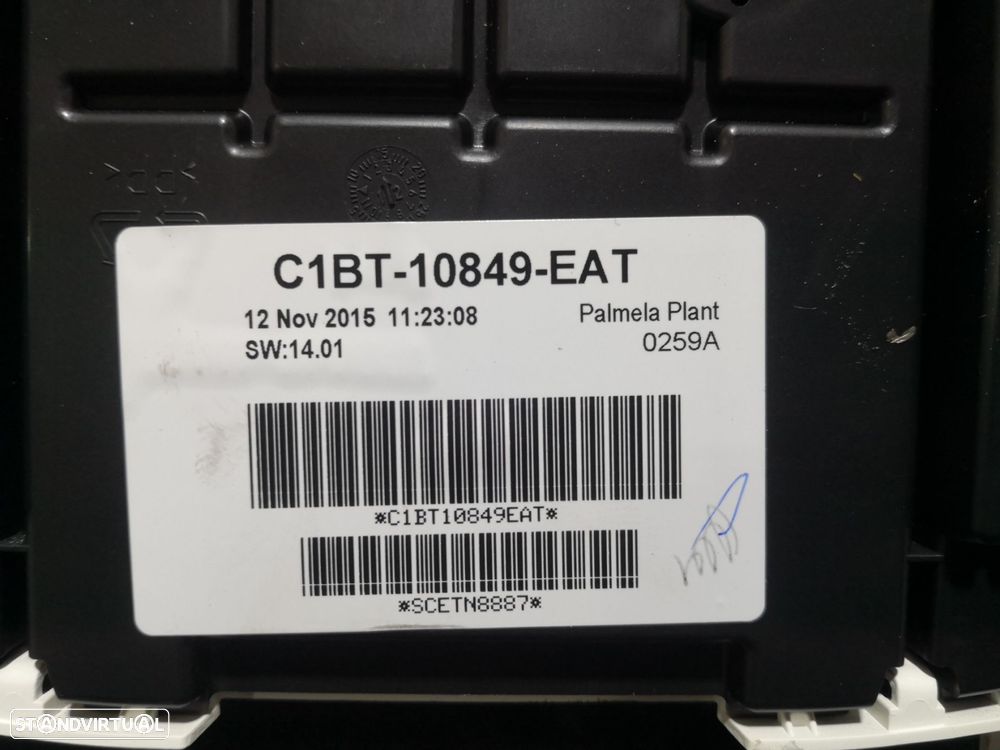 C1BT-10849-EAT
12 Nov 2015 11:23:08
Palmela Plant
SW:14.01
0259A
*C1BT10849EAT*
*SCETN8887*
STANDVIRTUAL